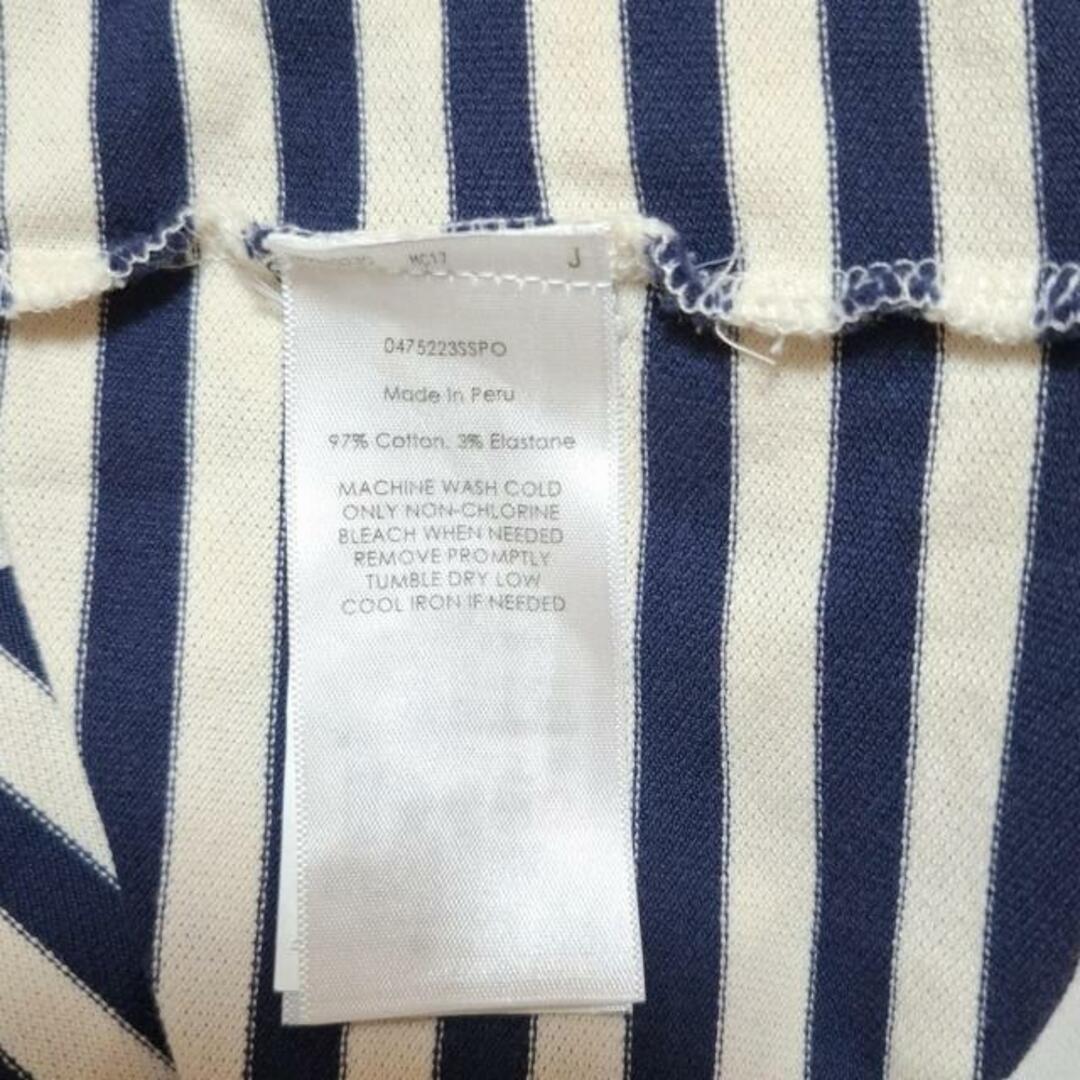 MC17 J
0475223SSPO
Made in Peru
97% Cotton. 3% Elastane
MACHINE WASH COLD
ONLY NON-CHLORINE
BLEACH WHEN NEEDED
REMOVE PROMPTLY
TUMBLE DRY LOW
COOL IRON IF NEEDED